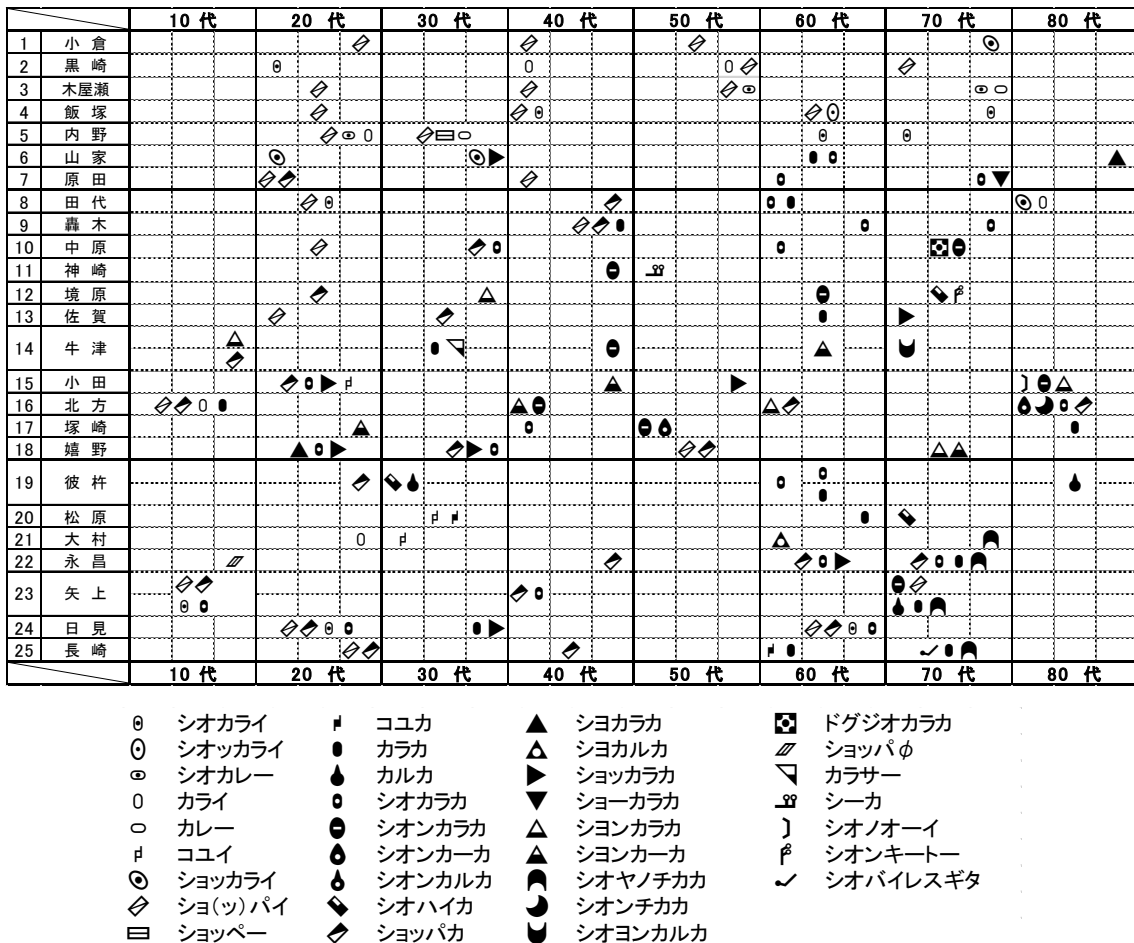 10 代 20 代 30 代 40 代 50 代 60 代 70 代 80 代
1 小 倉
2 黒 崎
3 木屋瀬
4 飯 塚
5 内 野
6 山 家
7 原 田
8 田 代
9 轟 木
10 中 原
11 神 崎
12 境 原
13 佐 賀
14 牛 津
15 小 田
16 北 方
17 塚 崎
18 嬉 野
19 彼 杵
20 松 原
21 大 村
22 永 昌
23 矢 上
24 日 見
25 長 崎
10 代 20 代 30 代 40 代 50 代 60 代 70 代 80 代
シオカライ コユカ シヨカラカ ドグジオカラカ
シオッカライ カラカ シヨカルカ ショッパφ
シオカレー カルカ ショッカラカ カラサー
カライ シオカラカ ショーカラカ シーカ
カレー シオンカラカ シヨンカラカ シオノオーイ
コユイ シオンカーカ シヨンカーカ シオンキートー
ショッカライ シオンカルカ シオヤノチカカ シオバイレスギタ
ショ(ッ)パイ シオハイカ シオンチカカ
ショッペー ショッパカ シオヨンカルカ